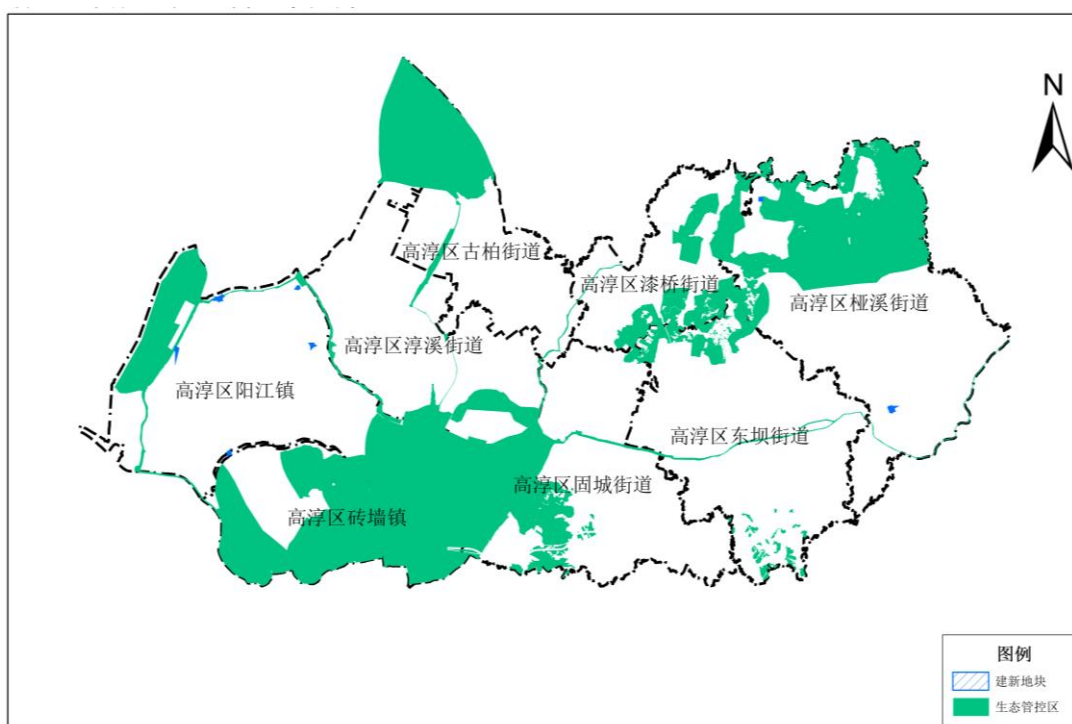 N
高淳区古柏街道
高淳区漆桥街道
高淳区桠溪街道
高淳区淳溪街道
高淳区阳江镇
高淳区东坝街道
高淳区固城街道
高淳区砖墙镇
图例
建新地块
生态管控区